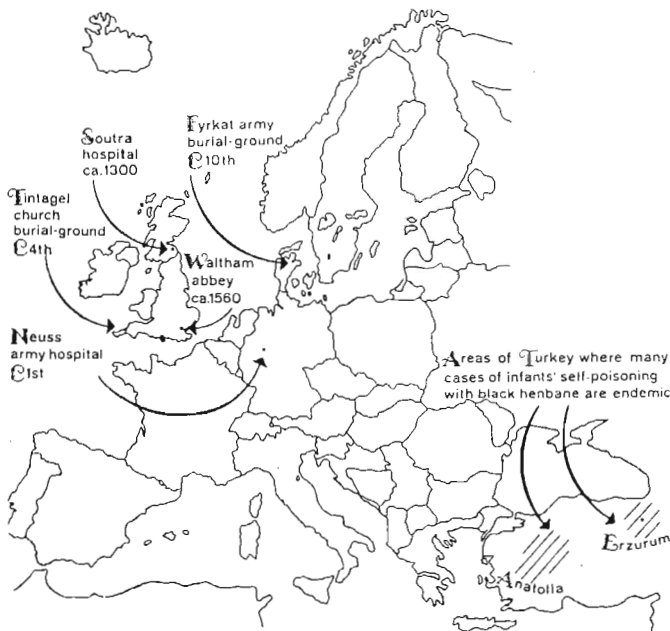 Soutra
hospital
ca.1300
Fyrkat army
burial-ground
C10th
Tintagel
church
burial-ground
C4th
Waltham
abbey
ca.1560
Neuss
army hospital
C1st
Areas of Turkey where many
cases of infants' self-poisoning
with black henbane are endemic
Erzurum
Anatolia